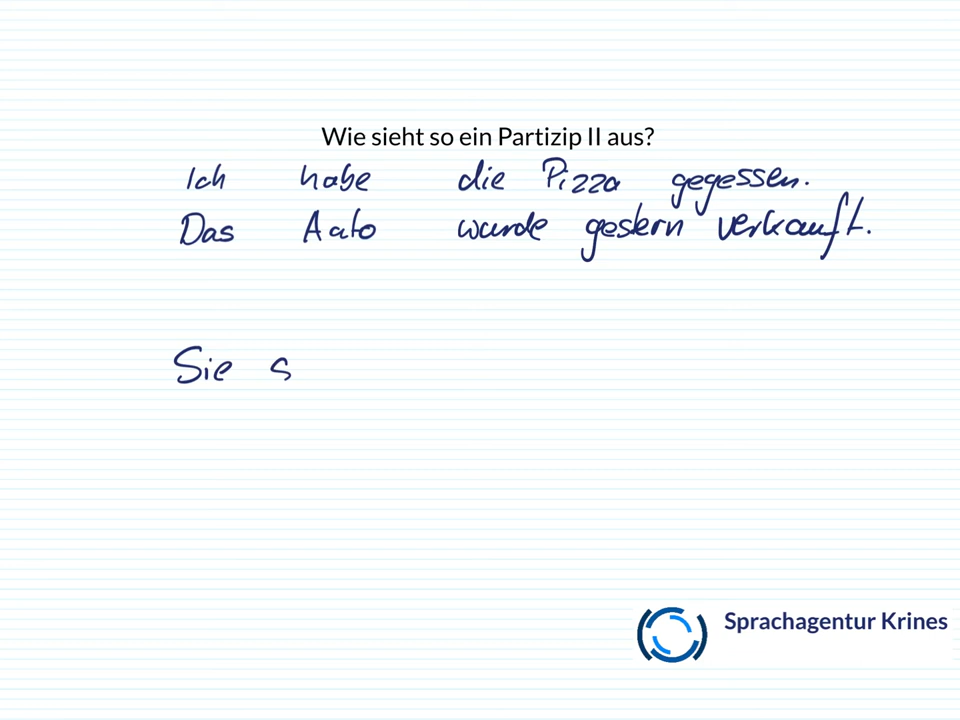 Wie sieht so ein Partizip II aus?
Ich habe die Pizza gegessen.
Das Auto wurde gestern verkauft.
Sie s
Sprachagentur Krines